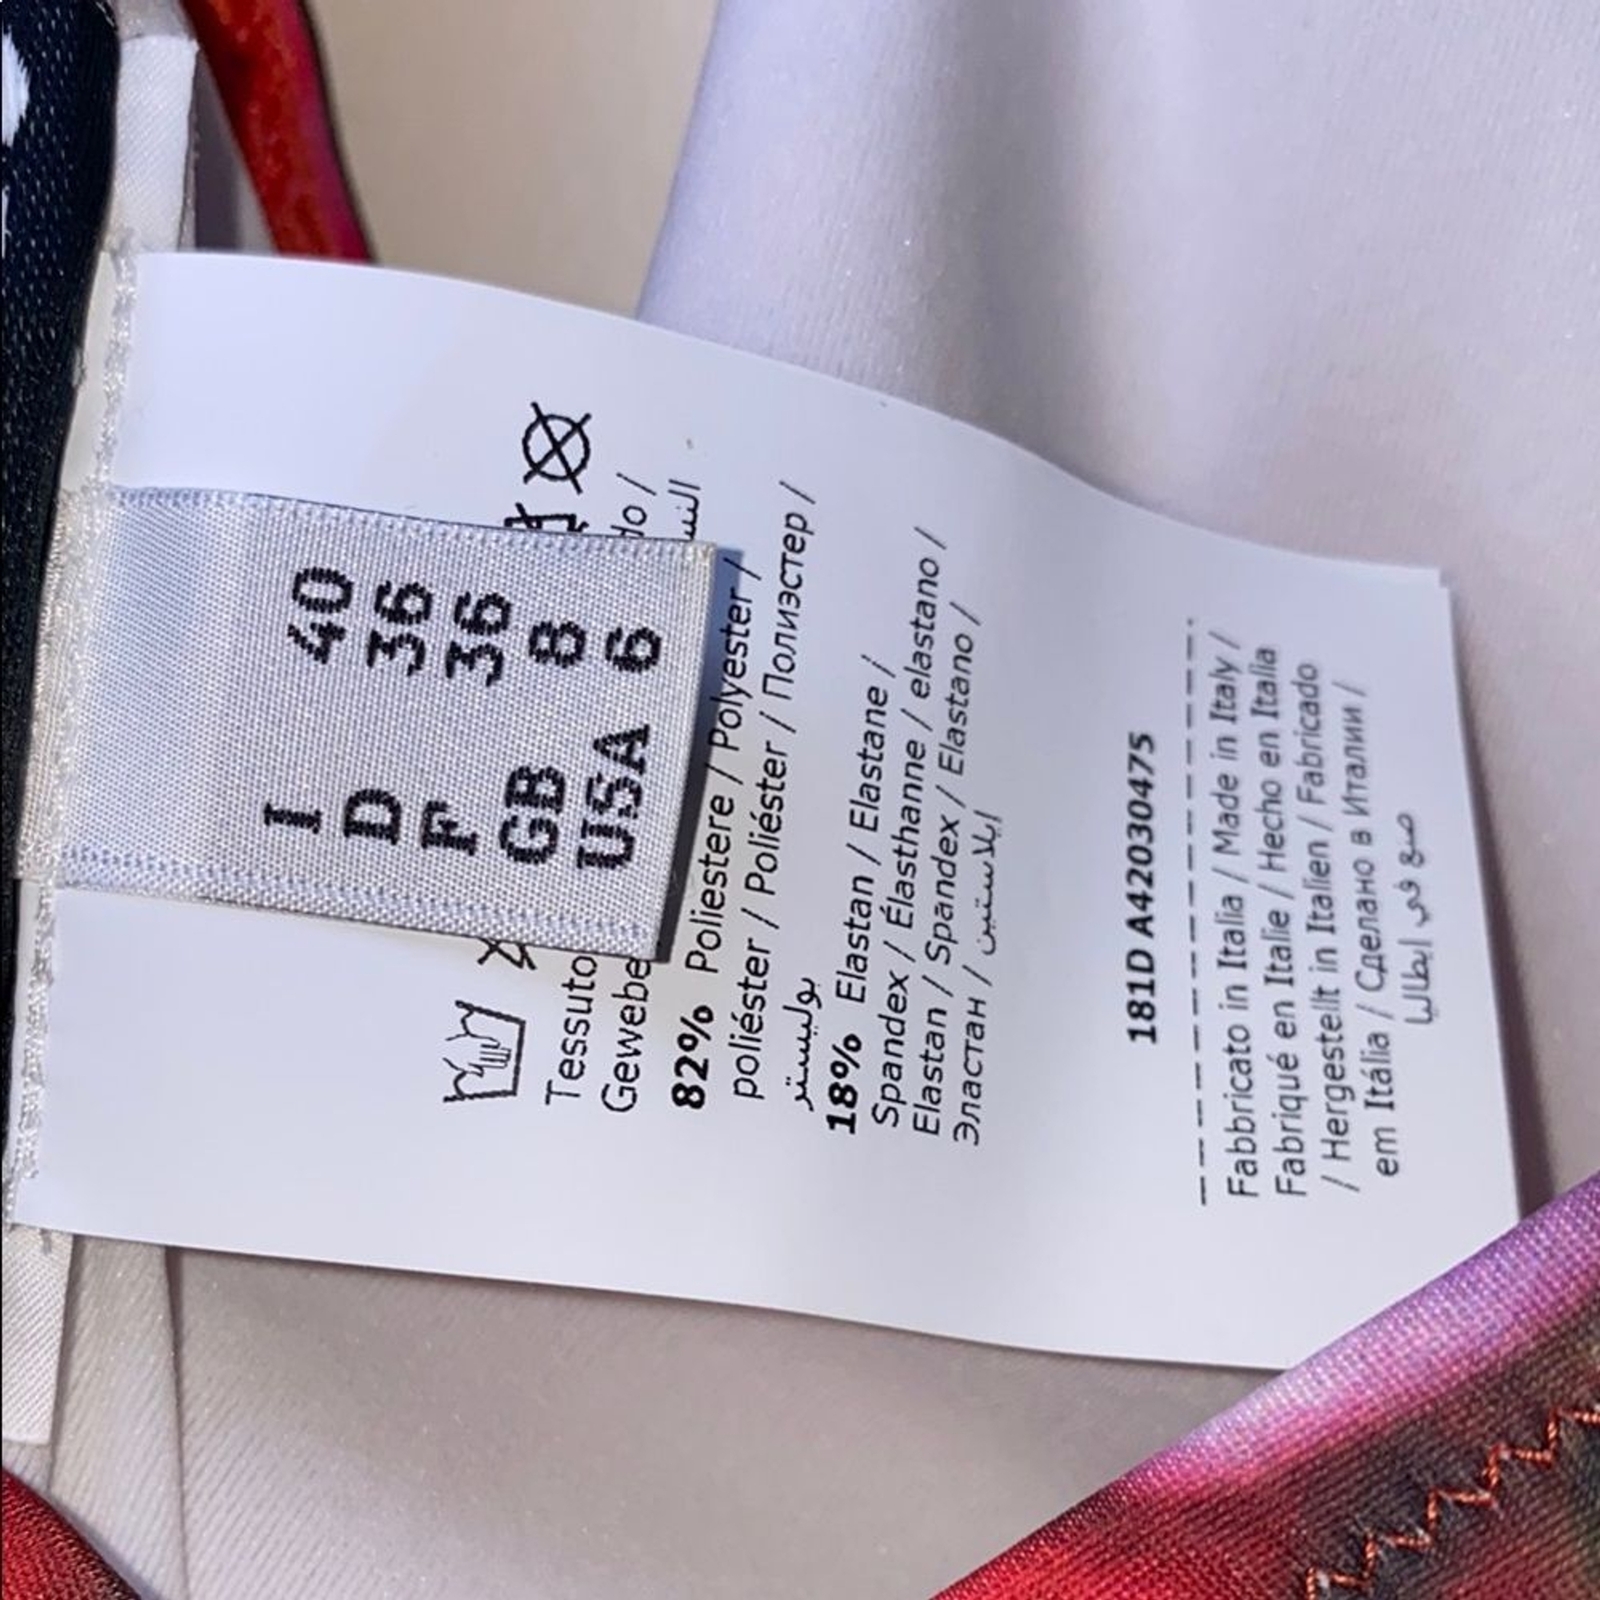 I 40
D 36
F 36
GB 8
USA 6
Tessuto
Gewebe
82% Poliestere / Polyester /
poliéster / Poliéster / Полиэстер /
بوليستر
18% Elastan / Elastane /
Spandex / Élasthanne / elastano /
Elastan / Spandex / Elastano /
Эластан / إيلاستين
181D A42030475
Fabbricato in Italia / Made in Italy /
Fabriqué en Italie / Hecho en Italia
/ Hergestellt in Italien / Fabricado
em Itália / Сделано в Италии /
صنع في إيطاليا